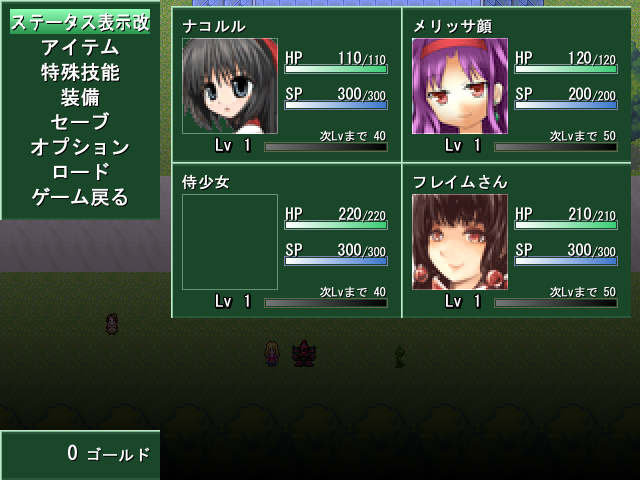 ステータス表示改
アイテム
特殊技能
装備
セーブ
オプション
ロード
ゲーム戻る
ナコルル
HP 110/110
SP 300/300
次Lvまで 40
Lv 1
メリッサ顔
HP 120/120
SP 200/200
次Lvまで 50
Lv 1
侍少女
HP 220/220
SP 300/300
次Lvまで 40
Lv 1
フレイムさん
HP 210/210
SP 300/300
次Lvまで 50
Lv 1
0 ゴールド